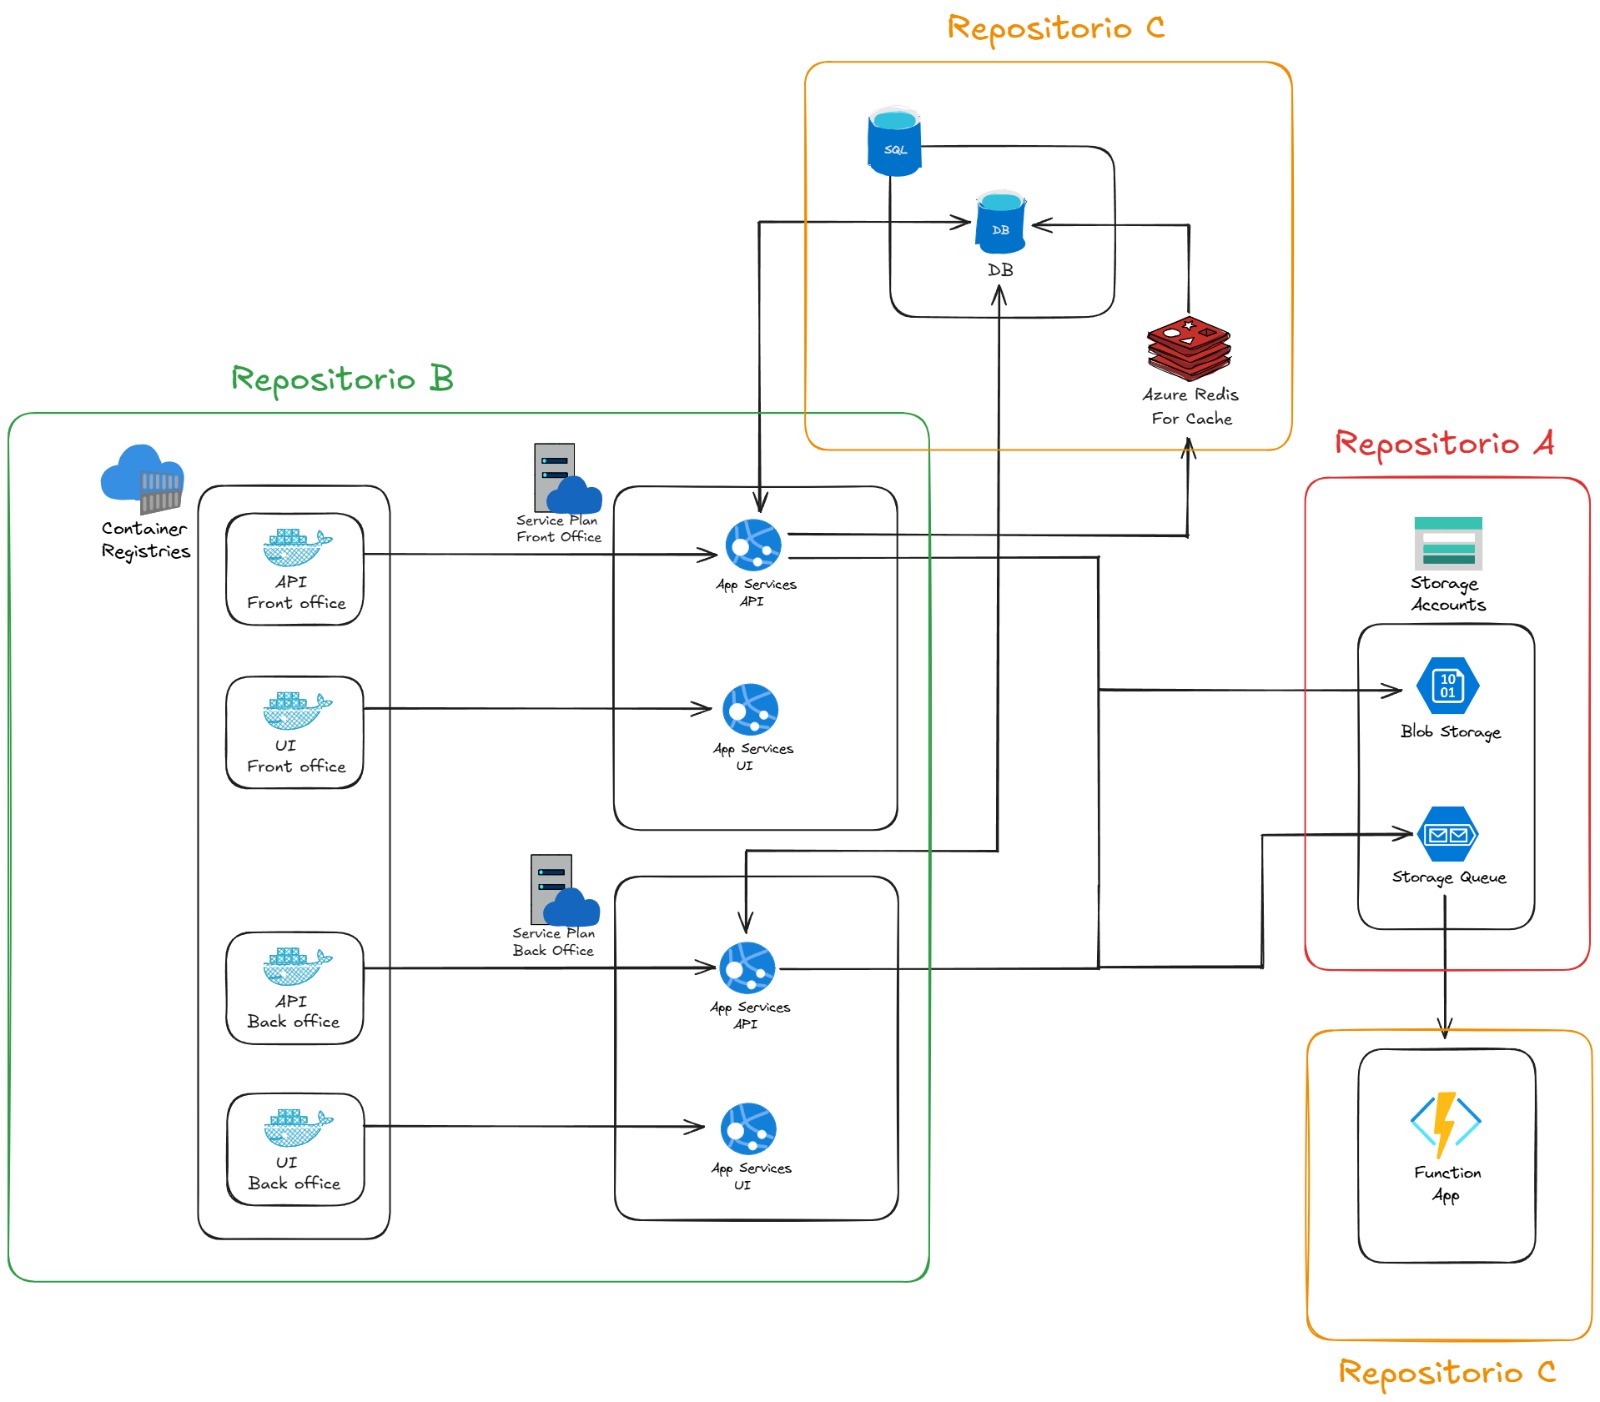 Repositorio C
SQL
DB
DB
Azure Redis
For Cache
Repositorio B
Container
Registries
API
Front office
UI
Front office
API
Back office
UI
Back office
Service Plan
Front Office
App Services
API
App Services
UI
Service Plan
Back Office
App Services
API
App Services
UI
Repositorio A
Storage
Accounts
10
01
Blob Storage
Storage Queue
Function
App
Repositorio C